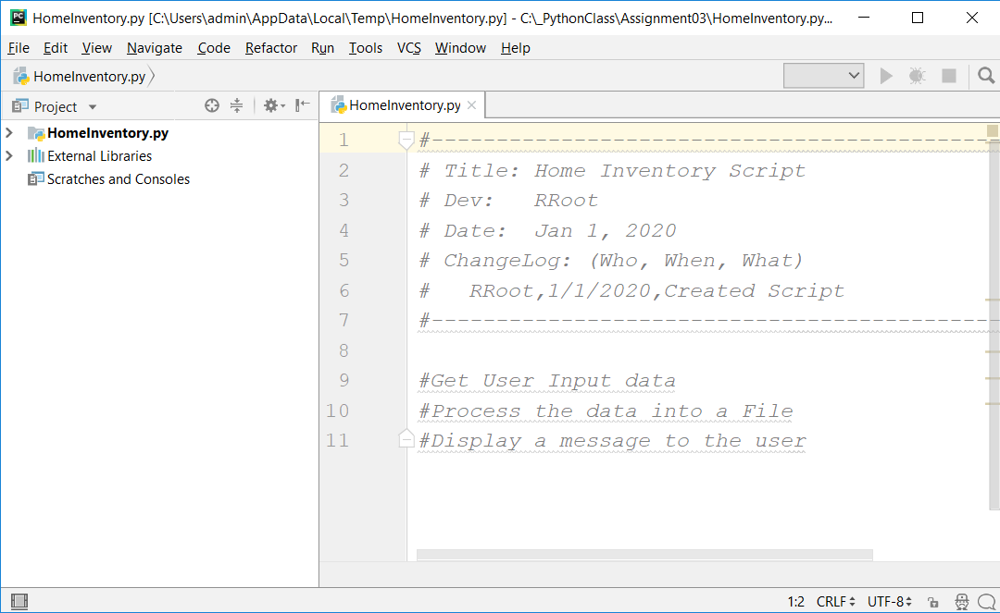 HomeInventory.py [C:\Users\admin\AppData\Local\Temp\HomeInventory.py] - C:\_PythonClass\Assignment03\HomeInventory.py...
File Edit View Navigate Code Refactor Run Tools VCS Window Help
HomeInventory.py
Project
HomeInventory.py
HomeInventory.py
External Libraries
Scratches and Consoles
1 #--------------------------------------------
2 # Title: Home Inventory Script
3 # Dev:   RRoot
4 # Date:  Jan 1, 2020
5 # ChangeLog: (Who, When, What)
6 #   RRoot,1/1/2020,Created Script
7 #--------------------------------------------
8
9 #Get User Input data
10 #Process the data into a File
11 #Display a message to the user
1:2 CRLF UTF-8